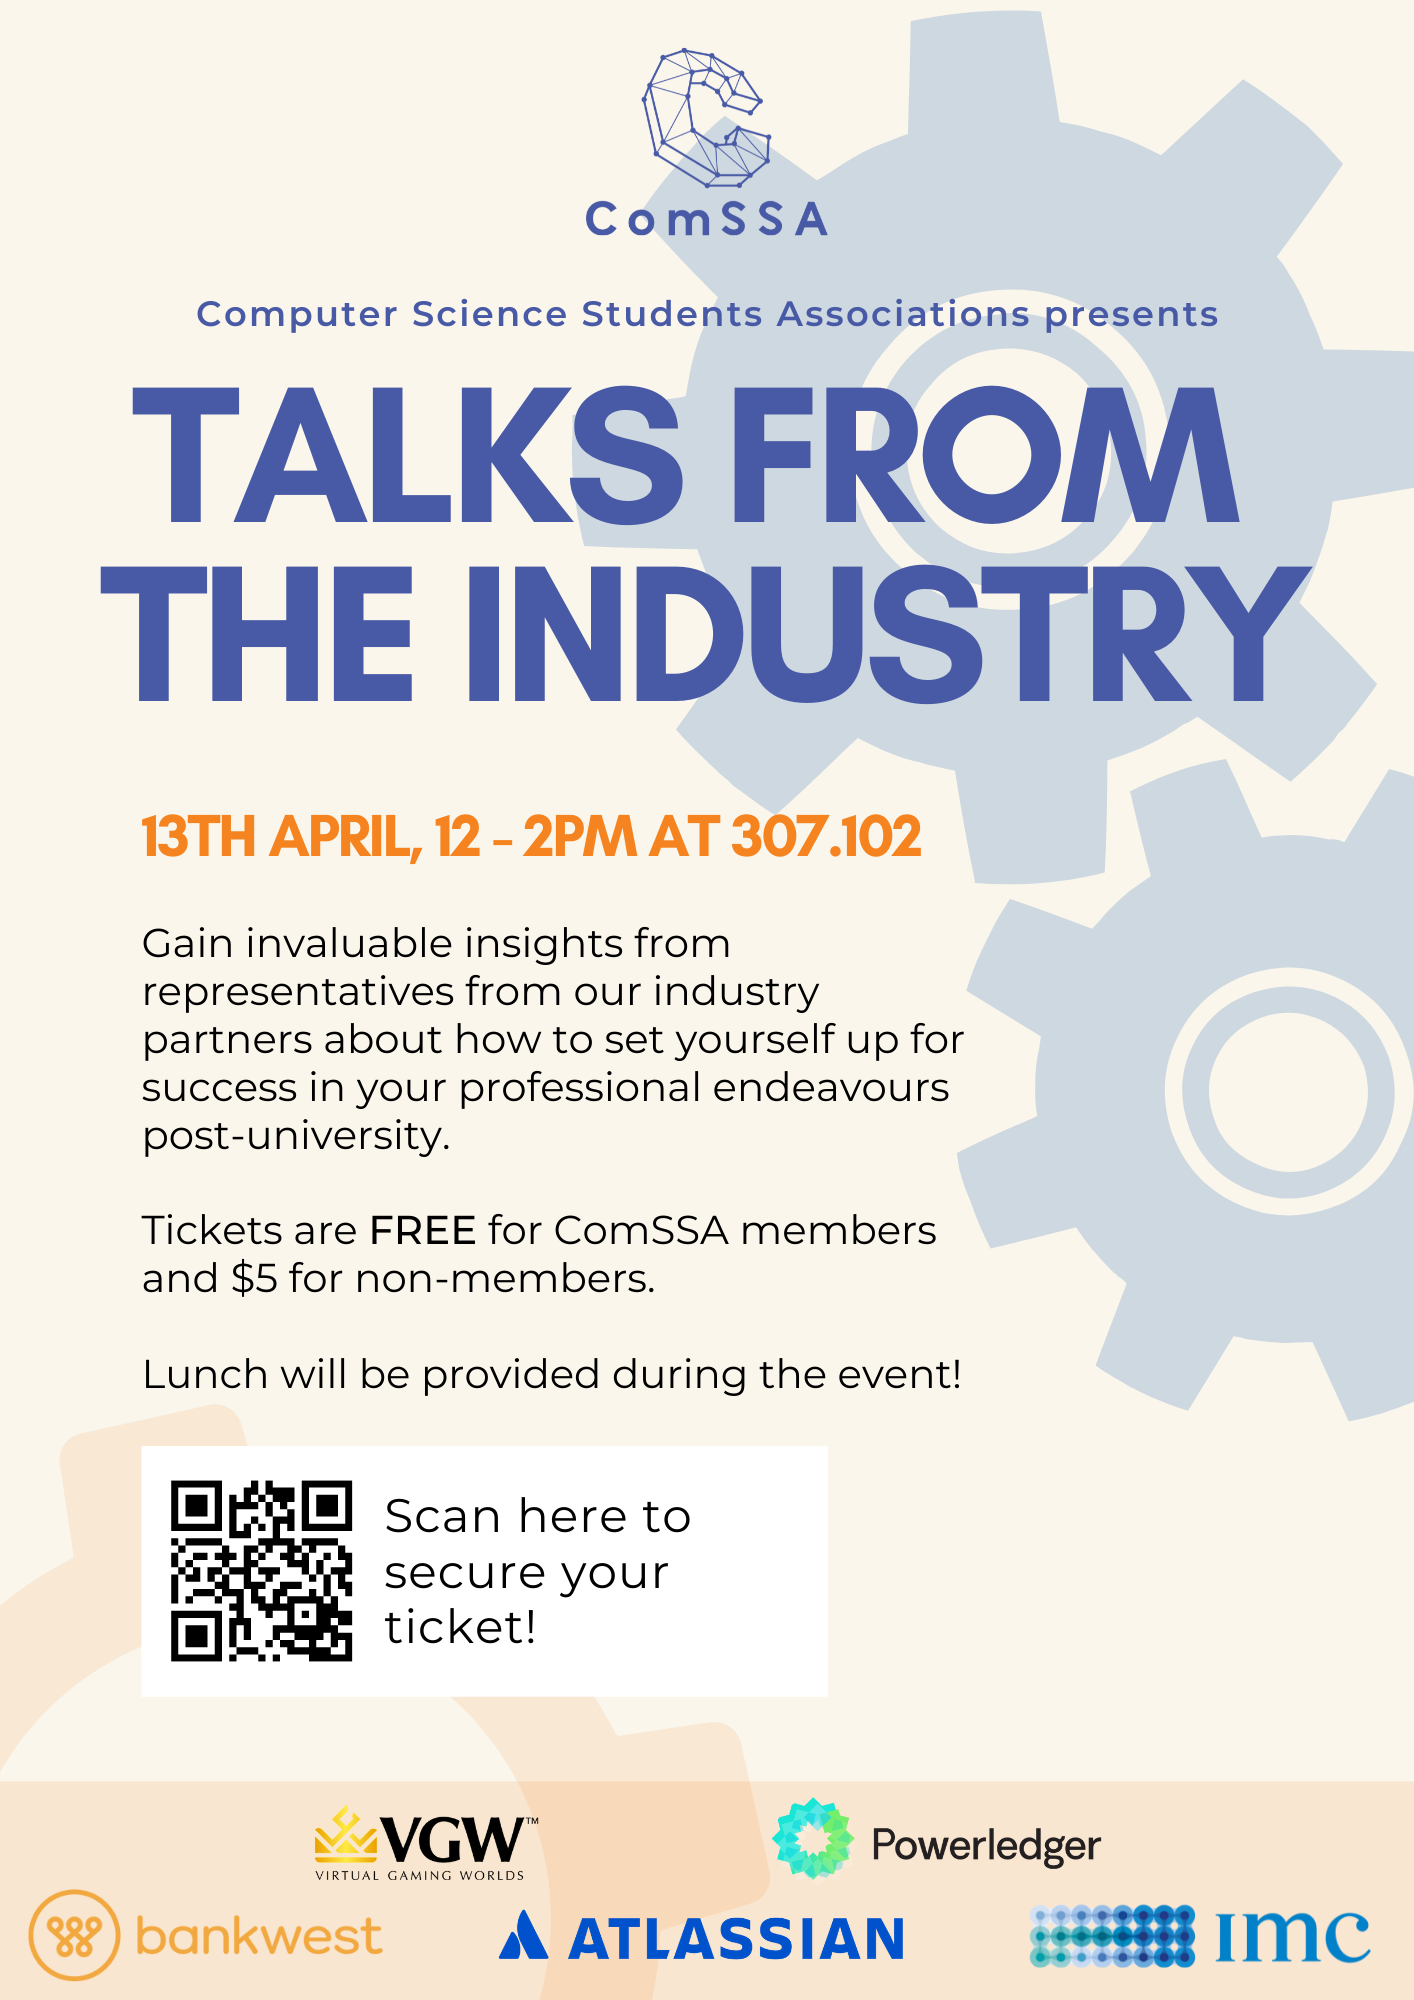 ComSSA
Computer Science Students Associations presents
TALKS FROM
THE INDUSTRY
13TH APRIL, 12 - 2PM AT 307.102
Gain invaluable insights from
representatives from our industry
partners about how to set yourself up for
success in your professional endeavours
post-university.
Tickets are FREE for ComSSA members
and $5 for non-members.
Lunch will be provided during the event!
Scan here to
secure your
ticket!
VGW™
VIRTUAL GAMING WORLDS
Powerledger
bankwest
ATLASSIAN
imc